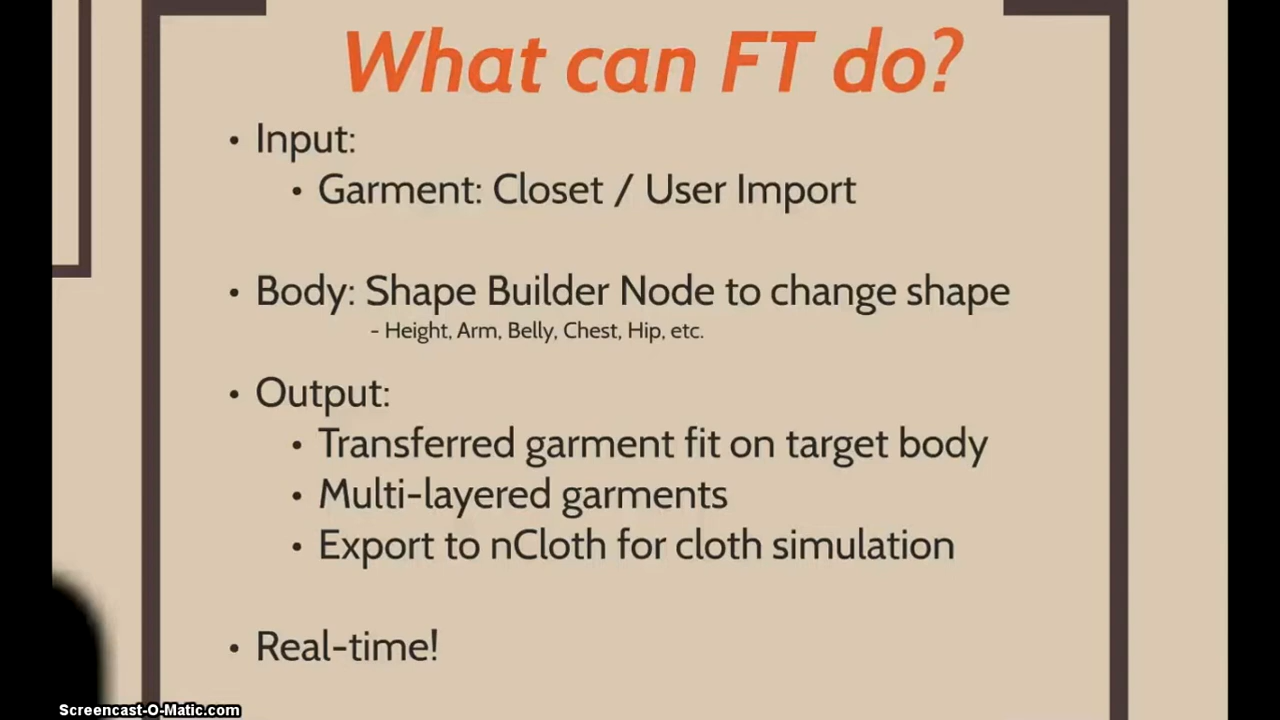 What can FT do?
• Input:
• Garment: Closet / User Import
• Body: Shape Builder Node to change shape
- Height, Arm, Belly, Chest, Hip, etc.
• Output:
• Transferred garment fit on target body
• Multi-layered garments
• Export to nCloth for cloth simulation
• Real-time!
Screencast-O-Matic.com